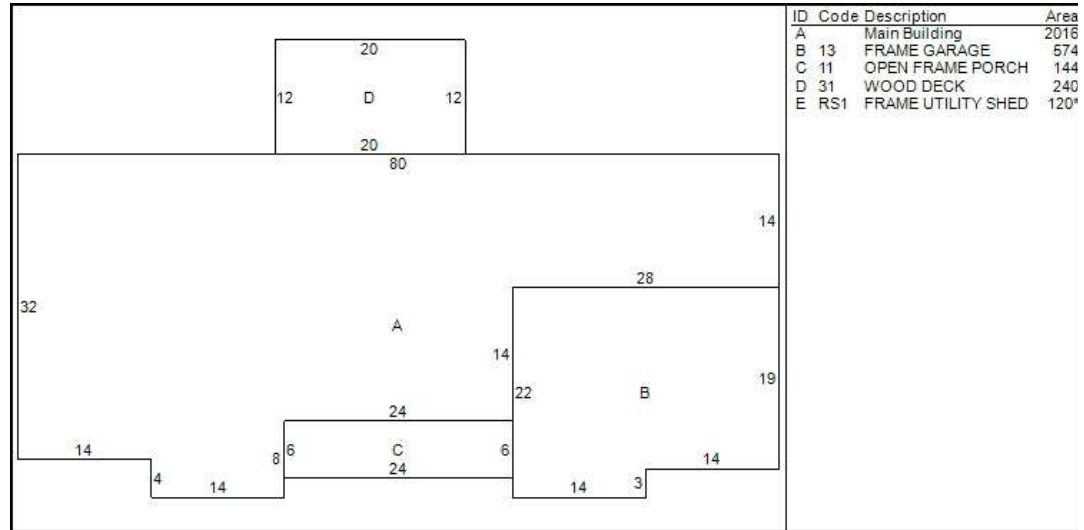 ID Code Description Area
A Main Building 2016
B 13 FRAME GARAGE 574
C 11 OPEN FRAME PORCH 144
D 31 WOOD DECK 240
E RS1 FRAME UTILITY SHED 120*
20
12 D 12
20
80
14
28
32
A
14
22 B 19
24
14 8 6 C 6 14
24
4 14 14 3